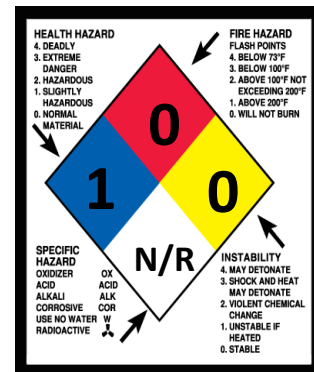 HEALTH HAZARD
4. DEADLY
3. EXTREME
DANGER
2. HAZARDOUS
1. SLIGHTLY
HAZARDOUS
0. NORMAL
MATERIAL
FIRE HAZARD
FLASH POINTS
4. BELOW 73°F
3. BELOW 100°F
2. ABOVE 100°F NOT
EXCEEDING 200°F
1. ABOVE 200°F
0. WILL NOT BURN
0
1
0
N/R
SPECIFIC
HAZARD
OXIDIZER OX
ACID ACID
ALKALI ALK
CORROSIVE COR
USE NO WATER W
RADIOACTIVE
INSTABILITY
4. MAY DETONATE
3. SHOCK AND HEAT
MAY DETONATE
2. VIOLENT CHEMICAL
CHANGE
1. UNSTABLE IF
HEATED
0. STABLE